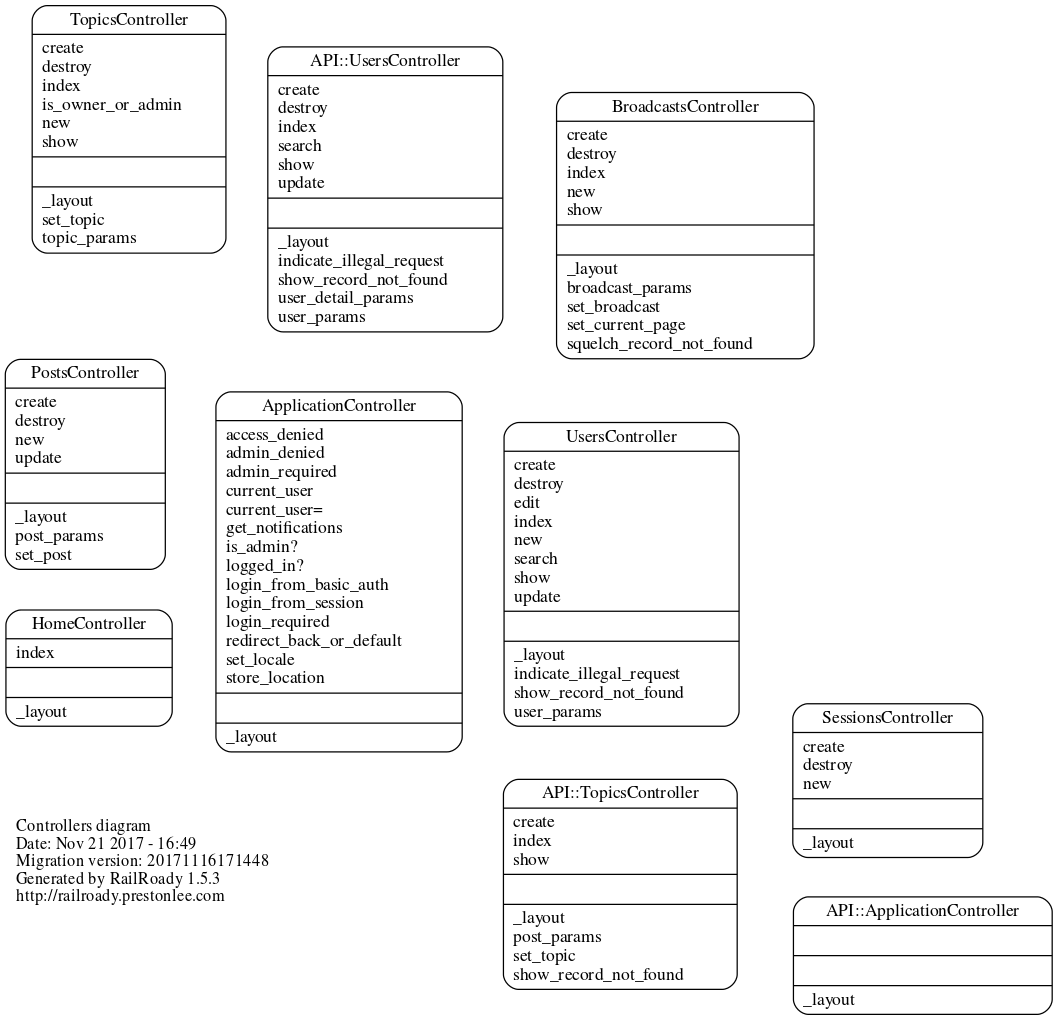 TopicsController
create
destroy
index
is_owner_or_admin
new
show
_layout
set_topic
topic_params
API::UsersController
create
destroy
index
search
show
update
_layout
indicate_illegal_request
show_record_not_found
user_detail_params
user_params
BroadcastsController
create
destroy
index
new
show
_layout
broadcast_params
set_broadcast
set_current_page
squelch_record_not_found
PostsController
create
destroy
new
update
_layout
post_params
set_post
ApplicationController
access_denied
admin_denied
admin_required
current_user
current_user=
get_notifications
is_admin?
logged_in?
login_from_basic_auth
login_from_session
login_required
redirect_back_or_default
set_locale
store_location
_layout
UsersController
create
destroy
edit
index
new
search
show
update
_layout
indicate_illegal_request
show_record_not_found
user_params
HomeController
index
_layout
SessionsController
create
destroy
new
_layout
API::TopicsController
create
index
show
_layout
post_params
set_topic
show_record_not_found
API::ApplicationController
_layout
Controllers diagram
Date: Nov 21 2017 - 16:49
Migration version: 20171116171448
Generated by RailRoady 1.5.3
http://railroady.prestonlee.com